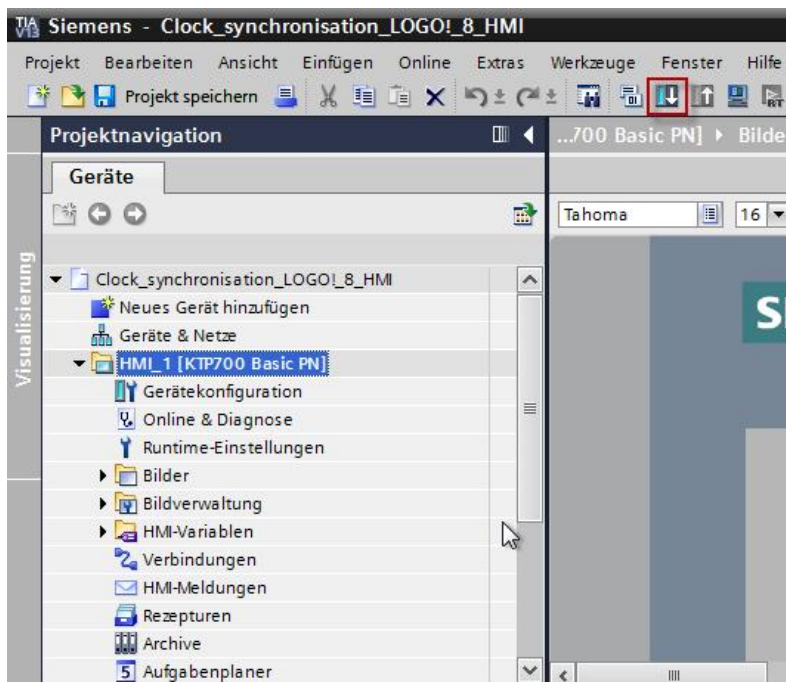 TIA V13 Siemens - Clock_synchronisation_LOGO!_8_HMI
Projekt Bearbeiten Ansicht Einfügen Online Extras Werkzeuge Fenster Hilfe
Projekt speichern
Projektnavigation
...700 Basic PN] Bilde
Geräte
Tahoma 16
Visualisierung
Clock_synchronisation_LOGO!_8_HMI
Neues Gerät hinzufügen
Geräte & Netze
HMI_1 [KTP700 Basic PN]
Gerätekonfiguration
Online & Diagnose
Runtime-Einstellungen
Bilder
Bildverwaltung
HMI-Variablen
Verbindungen
HMI-Meldungen
Rezepturen
Archive
Aufgabenplaner